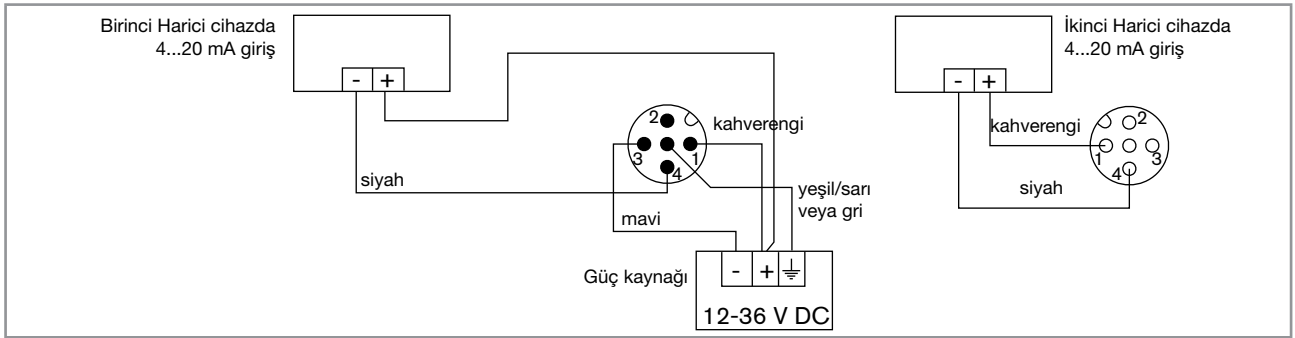 Birinci Harici cihazda
4...20 mA giriş
- +
2
kahverengi
3
1
4
siyah
mavi
yeşil/sarı
veya gri
Güç kaynağı
- +
12-36 V DC
İkinci Harici cihazda
4...20 mA giriş
- +
kahverengi
2
1
3
4
siyah